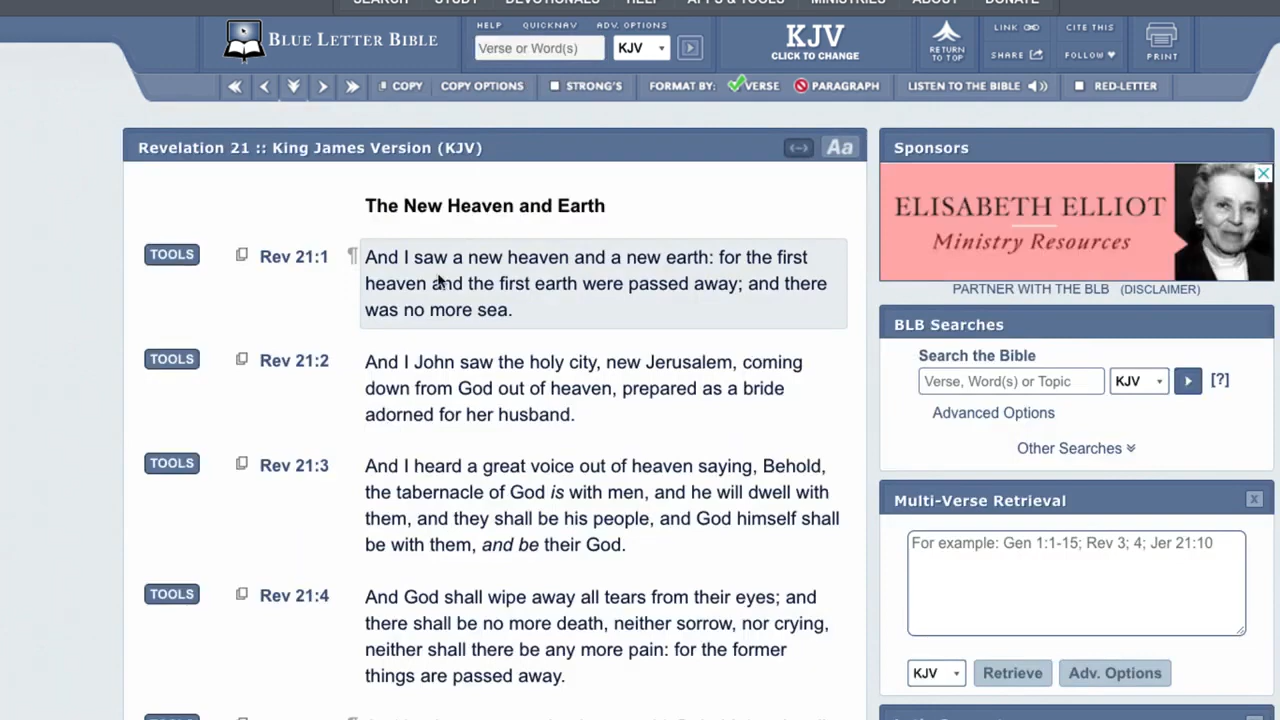 SEARCH STUDY DEVOTIONALS HELP APPS & TOOLS MINISTRIES ABOUT DONATE
BLUE LETTER BIBLE
HELP QUICKNAV ADV. OPTIONS
Verse or Word(s) KJV
KJV
CLICK TO CHANGE
RETURN
TO TOP
LINK CITE THIS
SHARE FOLLOW
PRINT
COPY COPY OPTIONS STRONG'S FORMAT BY: VERSE PARAGRAPH LISTEN TO THE BIBLE RED-LETTER
Revelation 21 :: King James Version (KJV)
Aa
The New Heaven and Earth
TOOLS Rev 21:1 ¶ And I saw a new heaven and a new earth: for the first
heaven and the first earth were passed away; and there
was no more sea.
TOOLS Rev 21:2 And I John saw the holy city, new Jerusalem, coming
down from God out of heaven, prepared as a bride
adorned for her husband.
TOOLS Rev 21:3 And I heard a great voice out of heaven saying, Behold,
the tabernacle of God is with men, and he will dwell with
them, and they shall be his people, and God himself shall
be with them, and be their God.
TOOLS Rev 21:4 And God shall wipe away all tears from their eyes; and
there shall be no more death, neither sorrow, nor crying,
neither shall there be any more pain: for the former
things are passed away.
Sponsors
ELISABETH ELLIOT
Ministry Resources
PARTNER WITH THE BLB (DISCLAIMER)
BLB Searches
Search the Bible
Verse, Word(s) or Topic KJV [?]
Advanced Options
Other Searches
Multi-Verse Retrieval x
For example: Gen 1:1-15; Rev 3; 4; Jer 21:10
KJV Retrieve Adv. Options